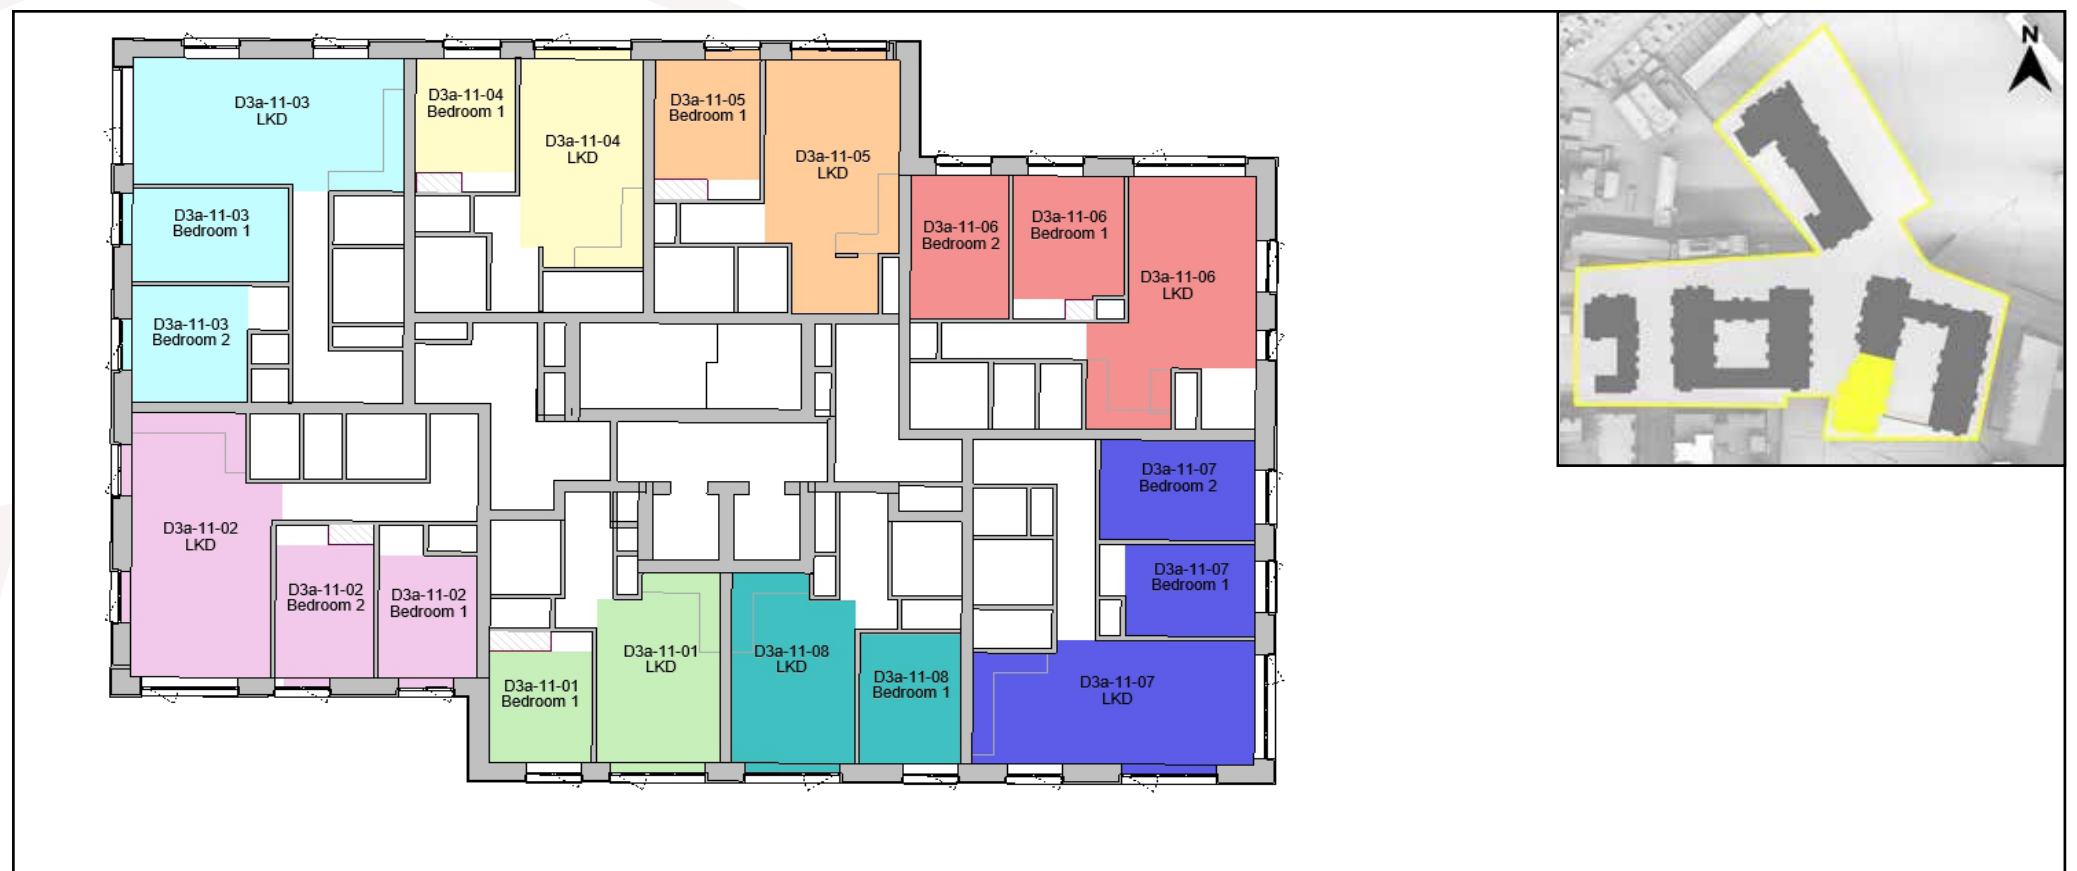 N
D3a-11-03
LKD
D3a-11-04
Bedroom 1
D3a-11-04
LKD
D3a-11-05
Bedroom 1
D3a-11-05
LKD
D3a-11-03
Bedroom 1
D3a-11-06
Bedroom 2
D3a-11-06
Bedroom 1
D3a-11-06
LKD
D3a-11-03
Bedroom 2
D3a-11-07
Bedroom 2
D3a-11-02
LKD
D3a-11-02
Bedroom 2
D3a-11-02
Bedroom 1
D3a-11-07
Bedroom 1
D3a-11-01
LKD
D3a-11-08
LKD
D3a-11-01
Bedroom 1
D3a-11-08
Bedroom 1
D3a-11-07
LKD